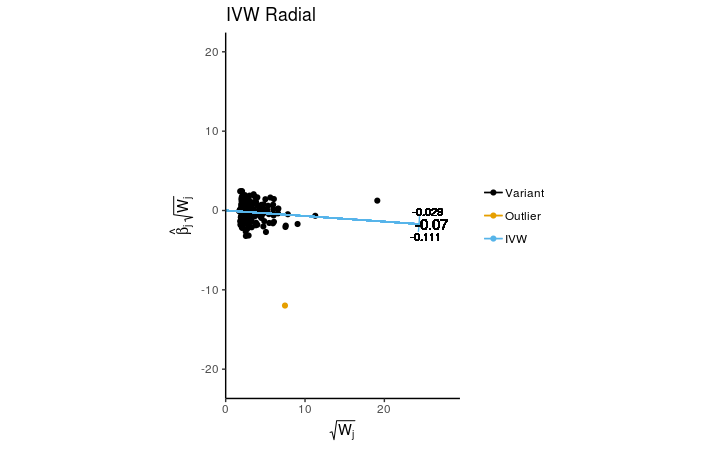 IVW Radial
20
10
0
-10
-20
β̂j√Wj
0
10
20
√Wj
-0.029
-0.07
-0.111
Variant
Outlier
IVW